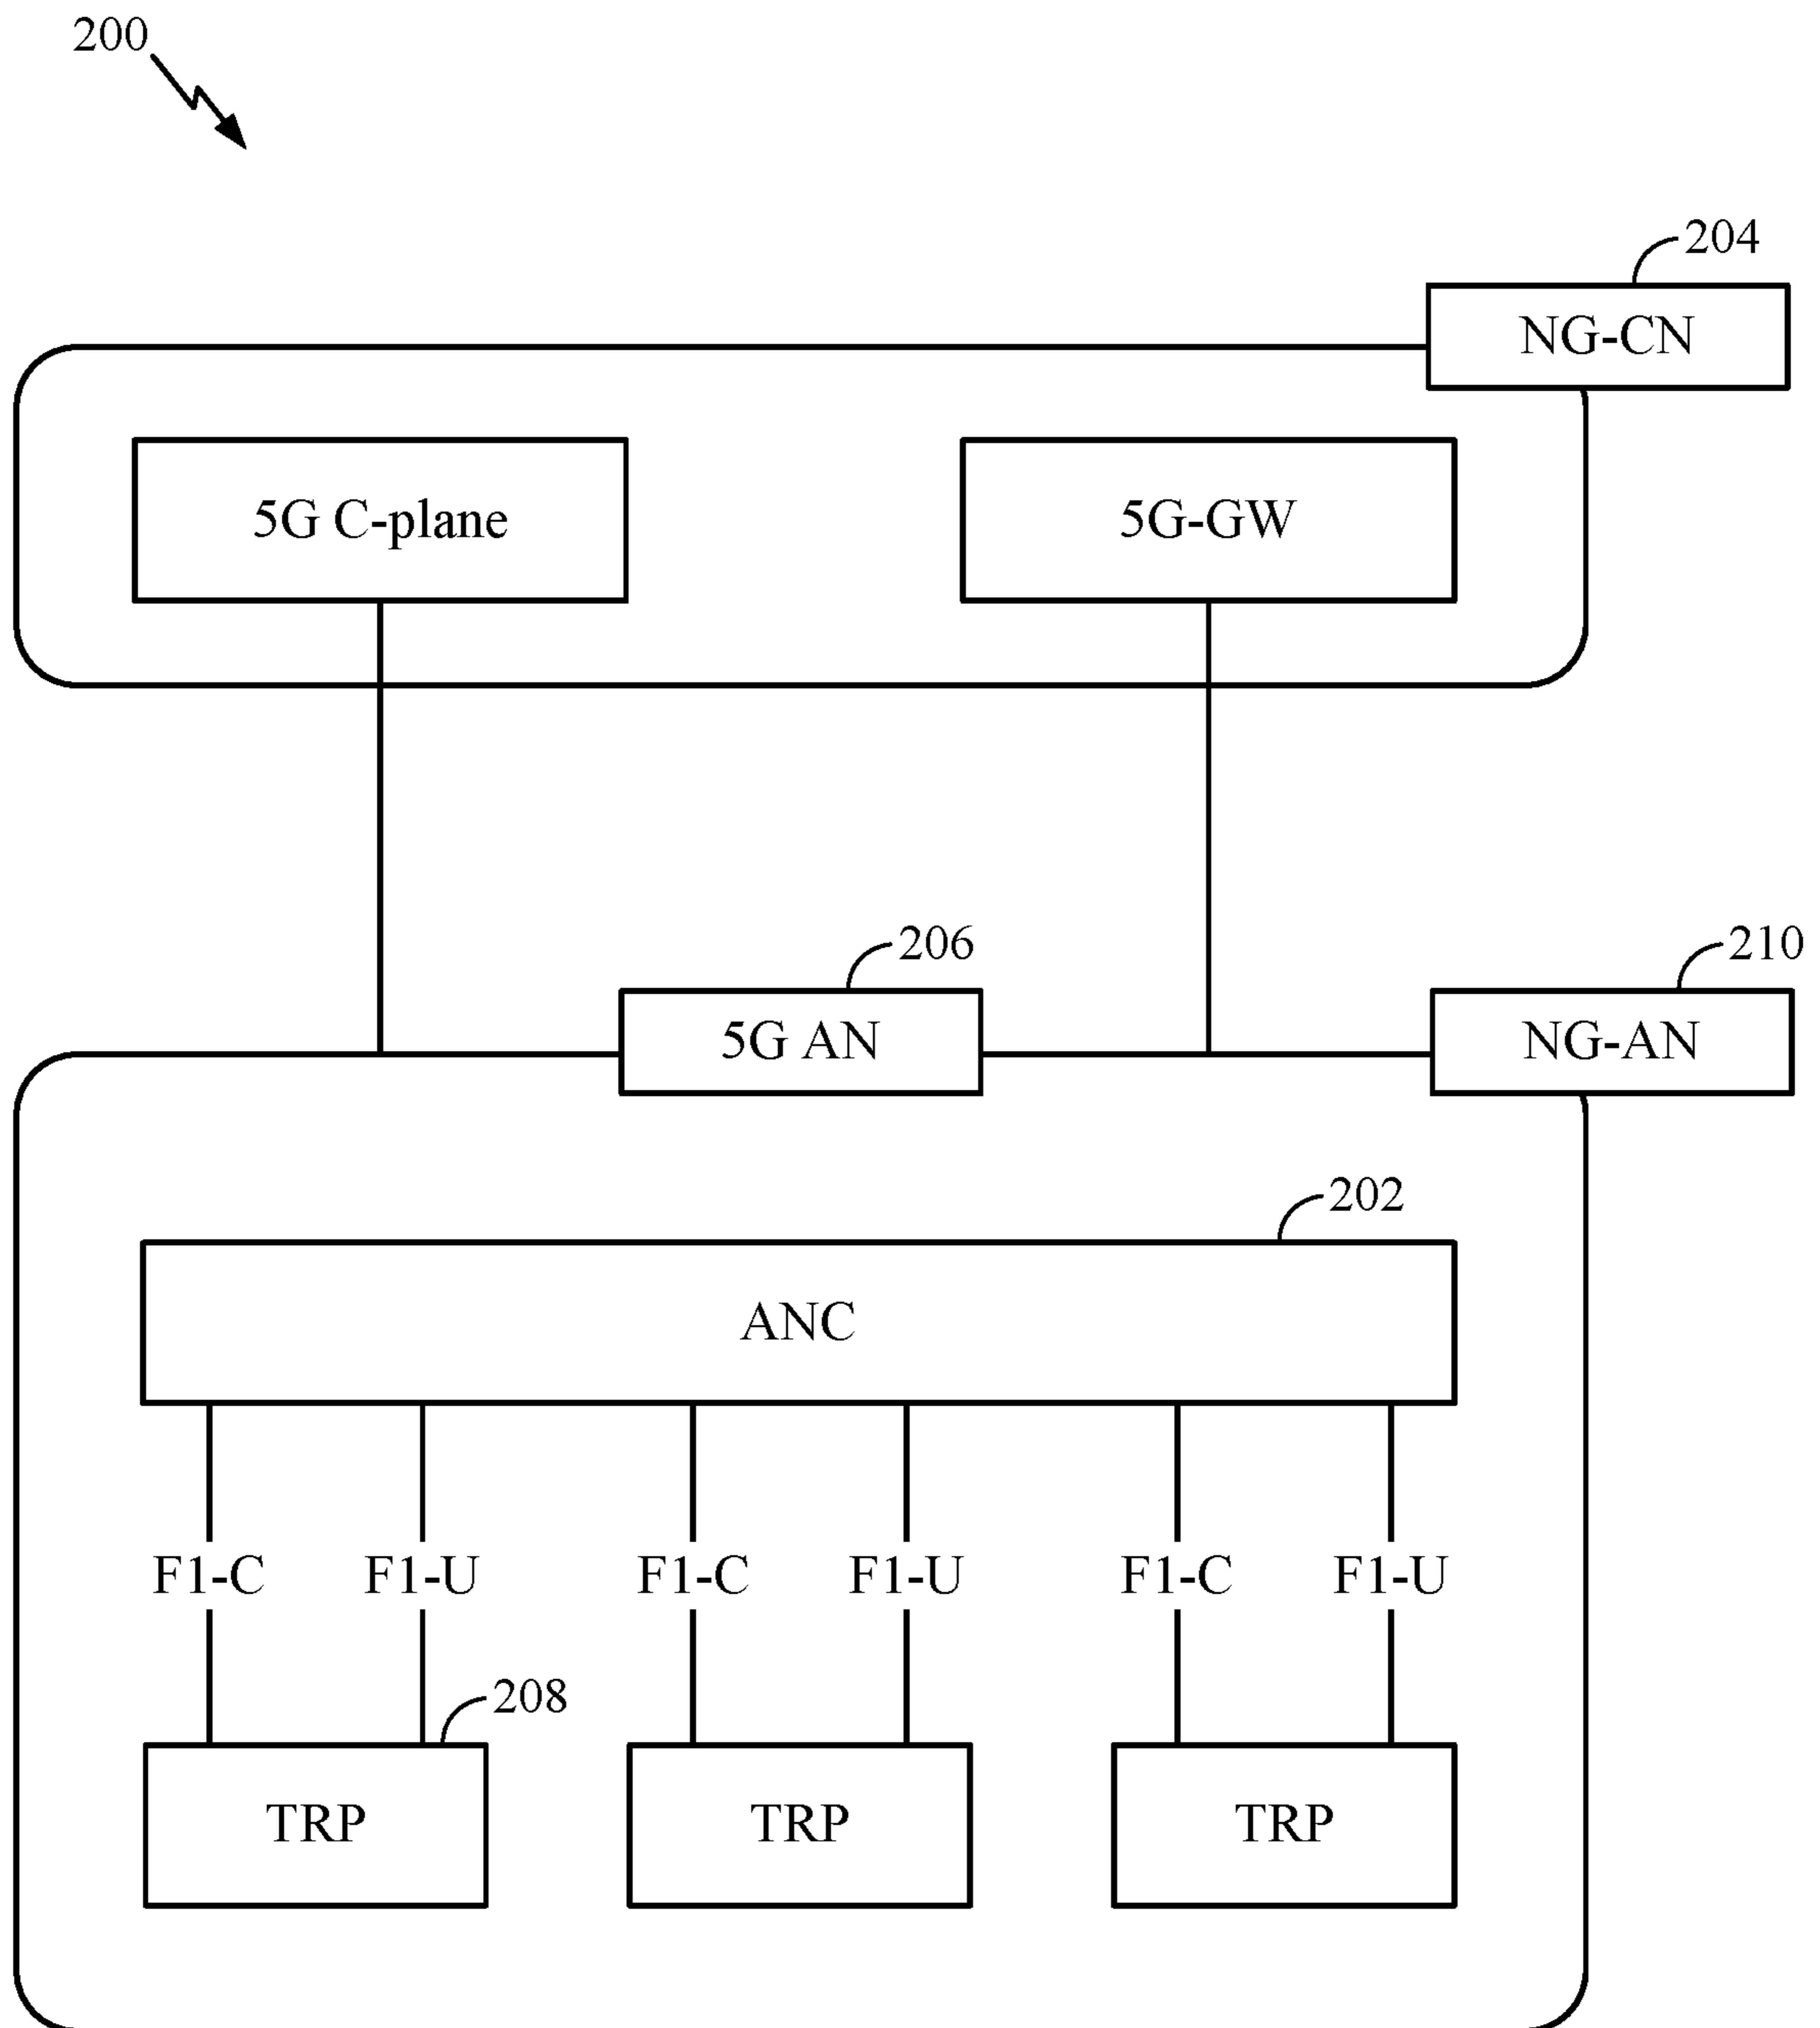 200
204
NG-CN
5G C-plane
5G-GW
206
210
5G AN
NG-AN
202
ANC
F1-C
F1-U
F1-C
F1-U
F1-C
F1-U
208
TRP
TRP
TRP